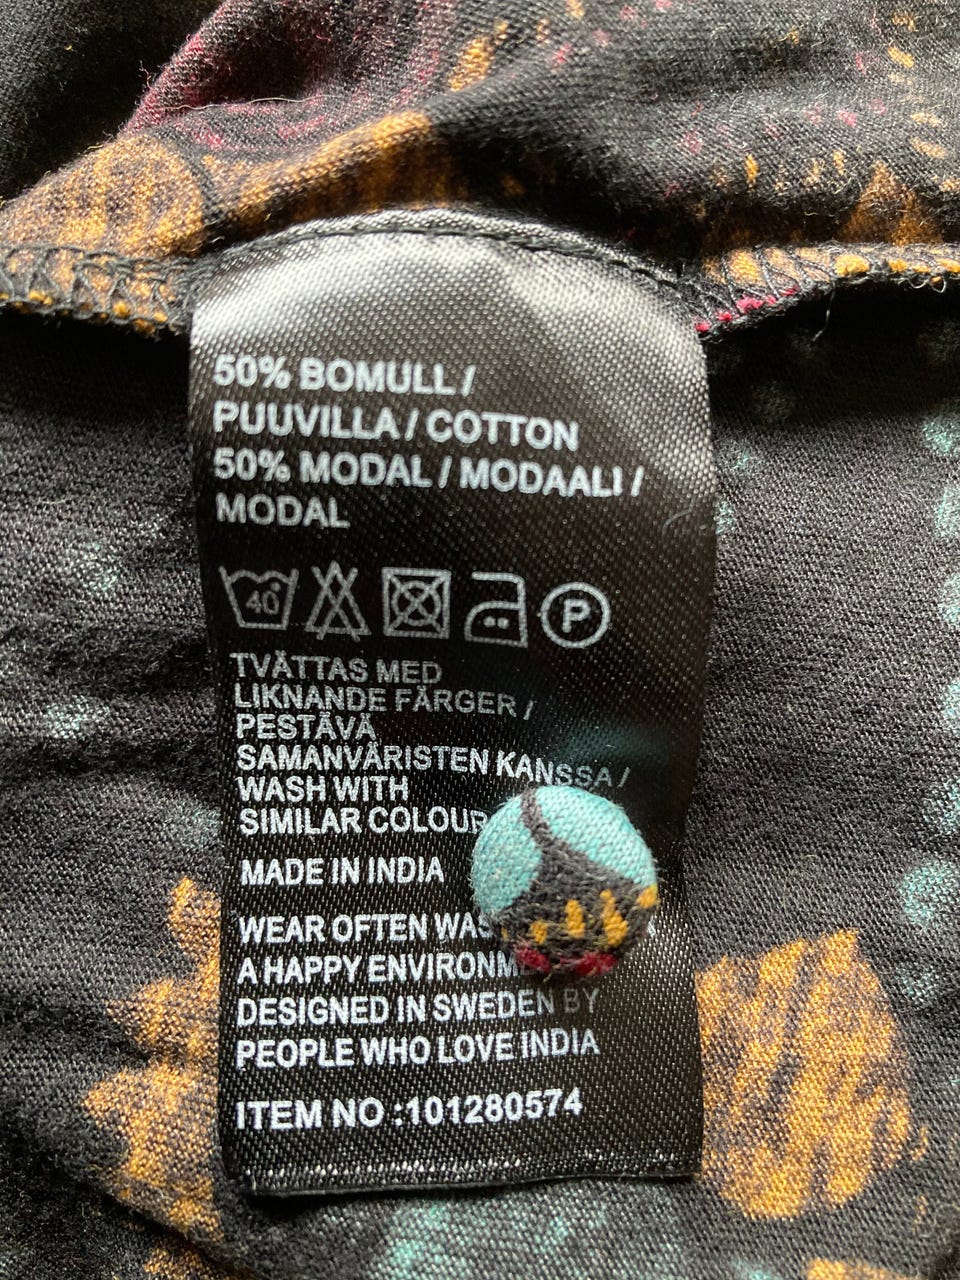 50% BOMULL /
PUUVILLA / COTTON
50% MODAL / MODAALI /
MODAL
40°
P
TVÄTTAS MED
LIKNANDE FÄRGER /
PESTÄVÄ
SAMANVÄRISTEN KANSSA /
WASH WITH
SIMILAR
MADE IN INDIA
WEAR OFTEN
A HAPPY
DESIGNED IN SWEDEN BY
PEOPLE WHO LOVE INDIA
ITEM NO :101280574